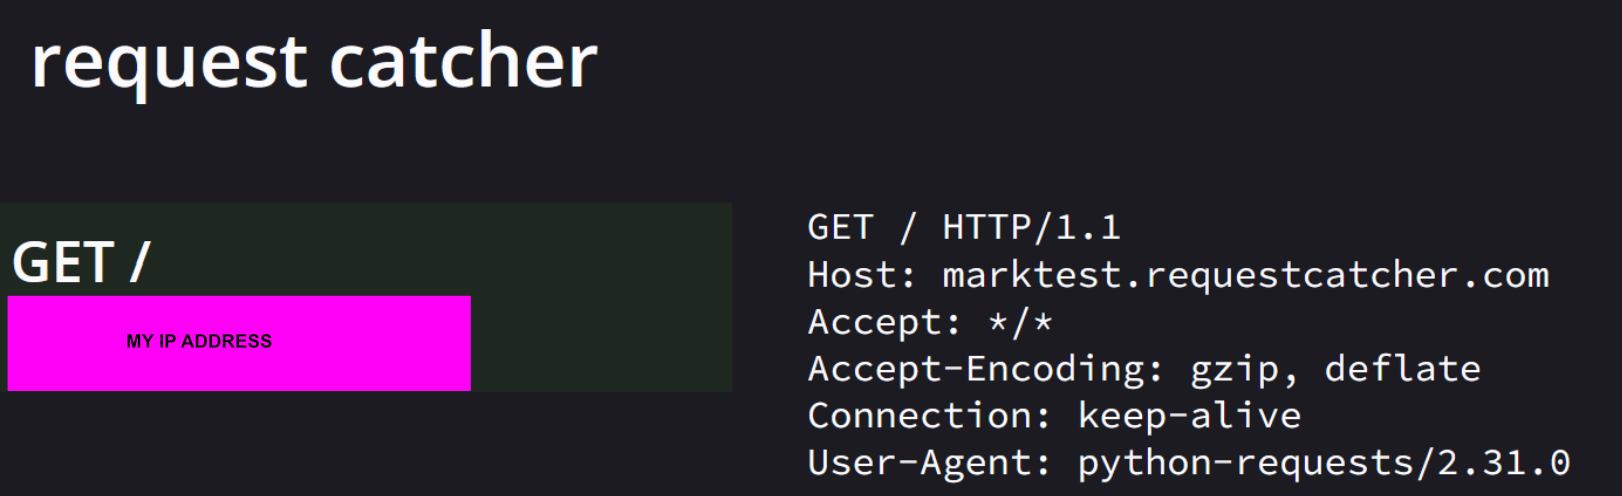 request catcher
GET /
MY IP ADDRESS
GET / HTTP/1.1
Host: marktest.requestcatcher.com
Accept: */*
Accept-Encoding: gzip, deflate
Connection: keep-alive
User-Agent: python-requests/2.31.0